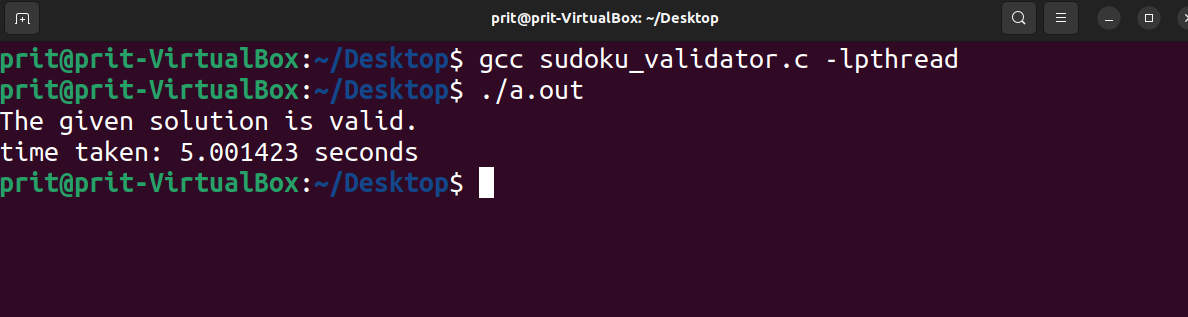 prit@prit-VirtualBox: ~/Desktop
prit@prit-VirtualBox:~/Desktop$ gcc sudoku_validator.c -lpthread
prit@prit-VirtualBox:~/Desktop$ ./a.out
The given solution is valid.
time taken: 5.001423 seconds
prit@prit-VirtualBox:~/Desktop$